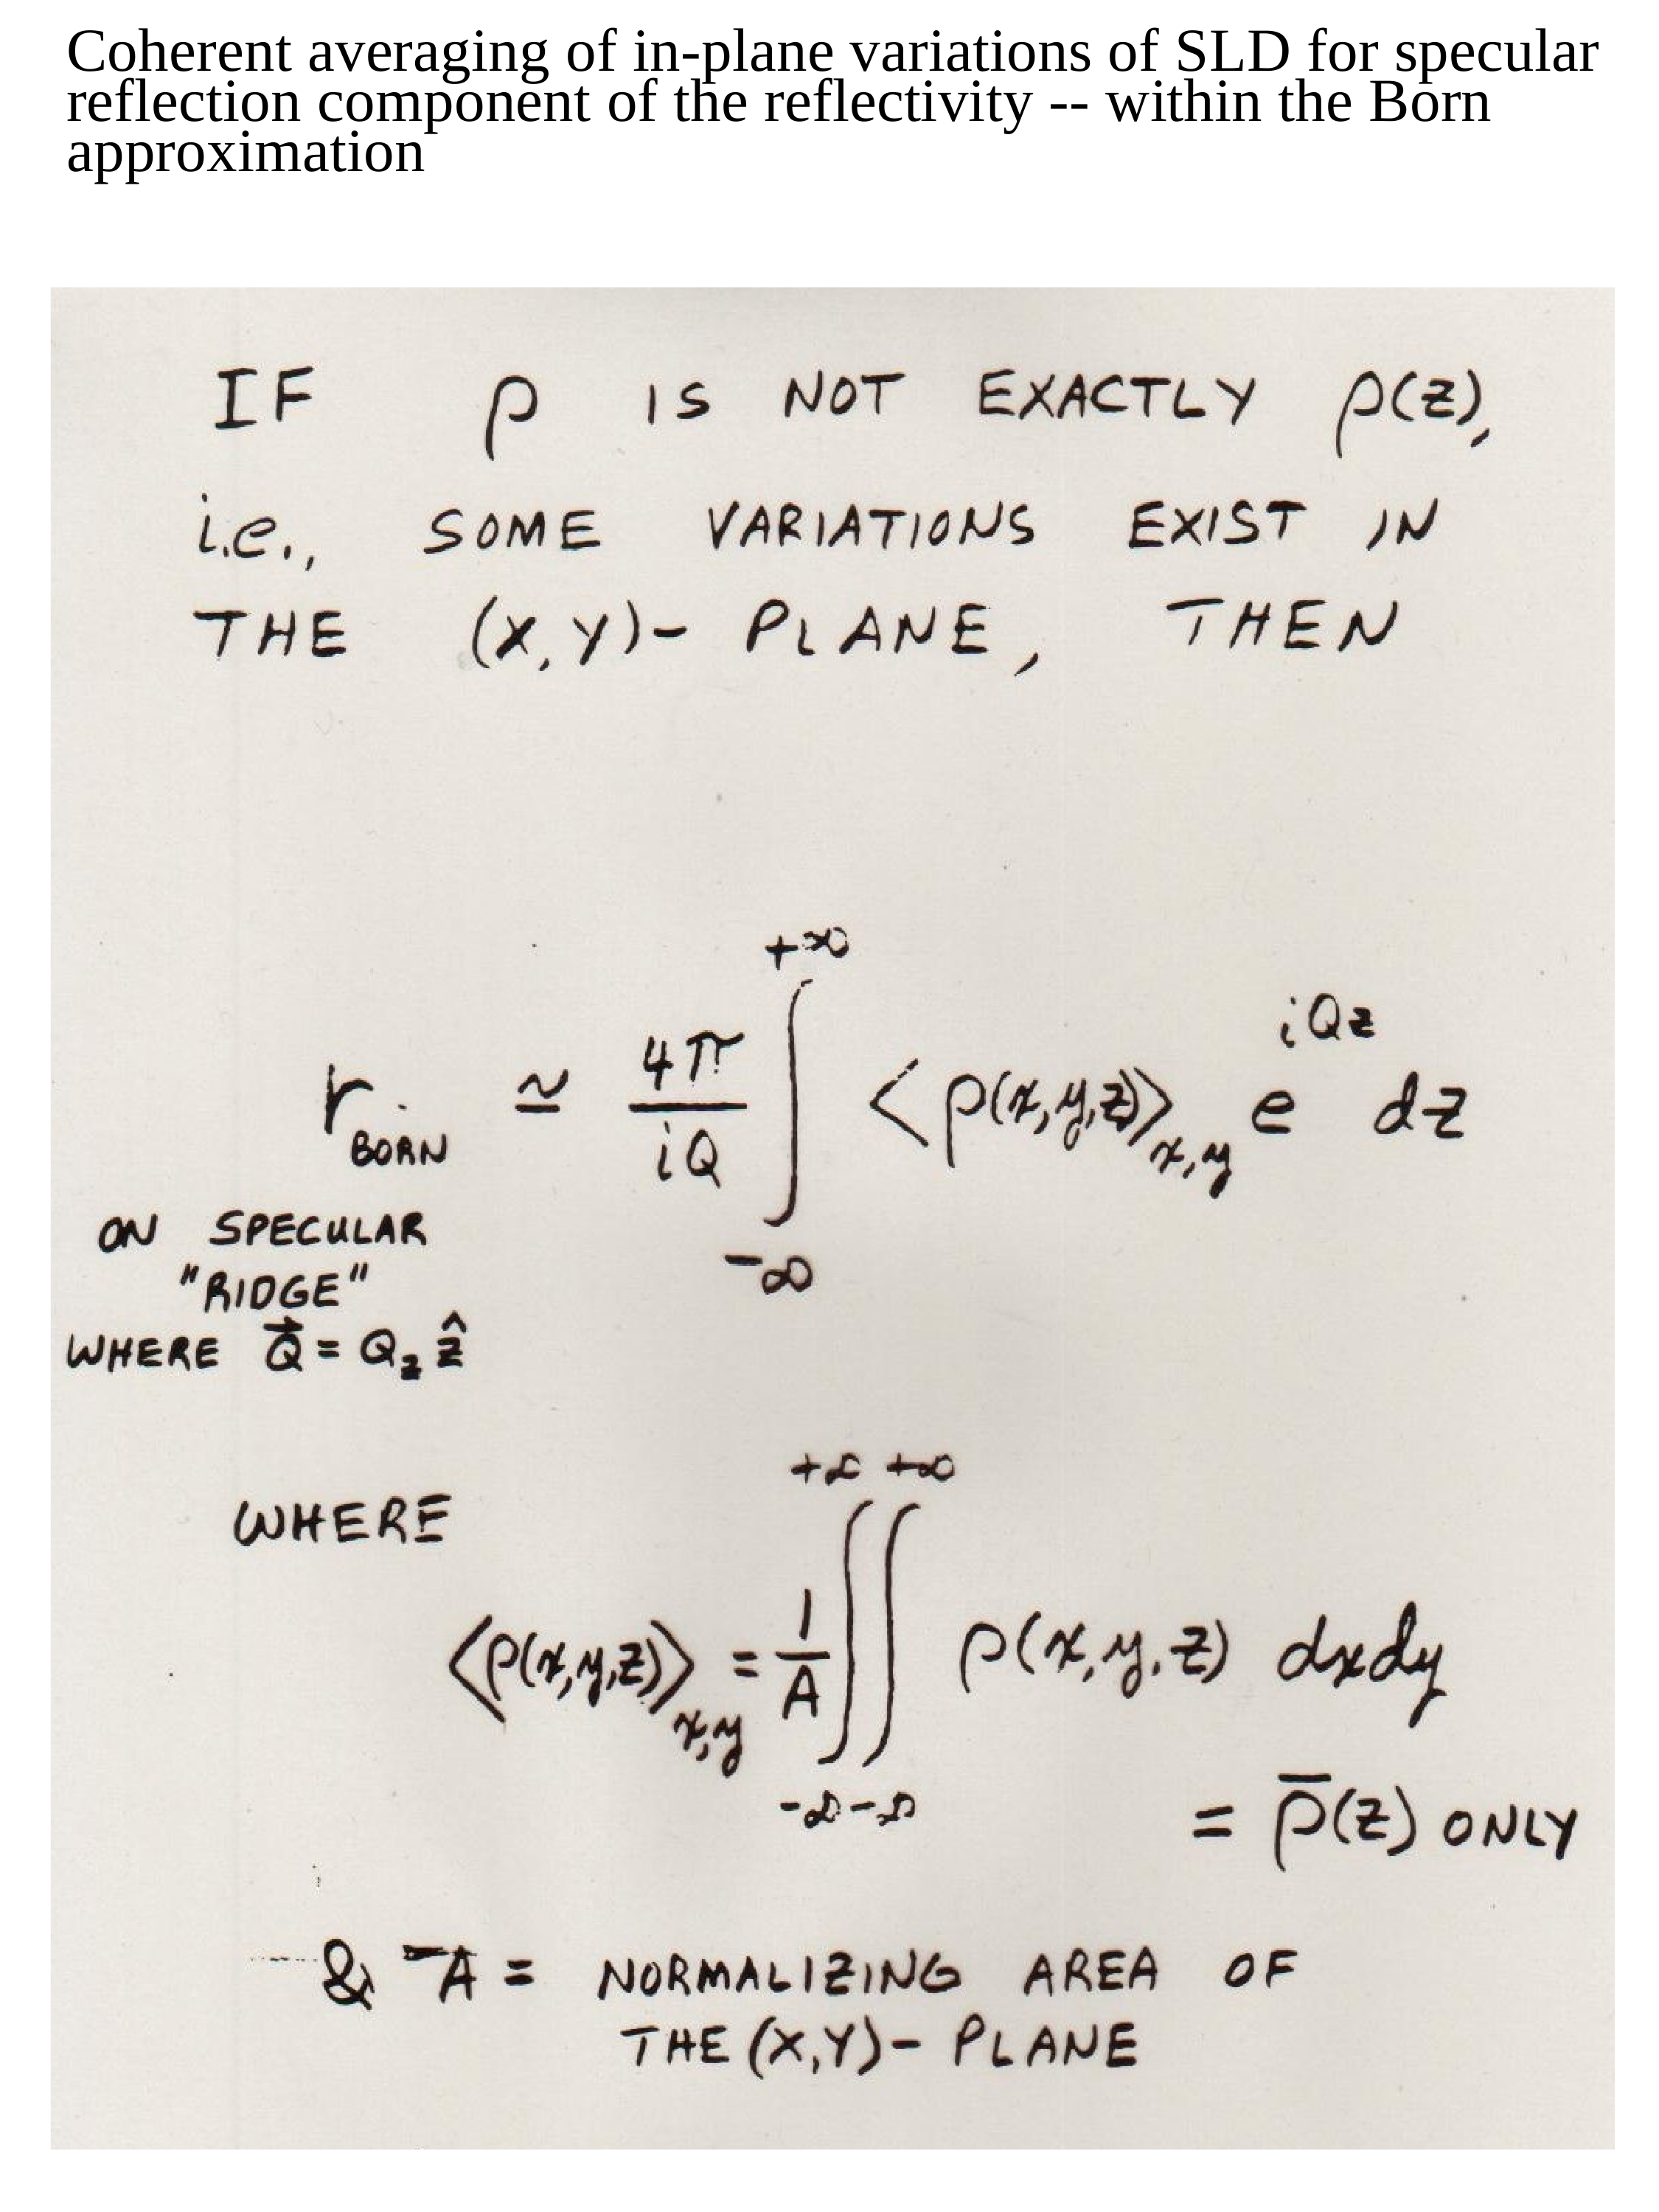 Coherent averaging of in-plane variations of SLD for specular
reflection component of the reflectivity -- within the Born
approximation
IF ρ IS NOT EXACTLY ρ(z),
i.e., SOME VARIATIONS EXIST IN
THE (X,Y)- PLANE, THEN
r_BORN ≃ 4π/iQ ∫_{-∞}^{+∞} <ρ(x,y,z)>_{x,y} e^{iQz} dz
ON SPECULAR
"RIDGE"
WHERE Q⃗ = Q_z ẑ
WHERE
<ρ(x,y,z)>_{x,y} = 1/A ∫_{-∞}^{+∞} ∫_{-∞}^{+∞} ρ(x,y,z) dxdy
= ρ̅(z) ONLY
& A = NORMALIZING AREA OF
THE (X,Y)- PLANE